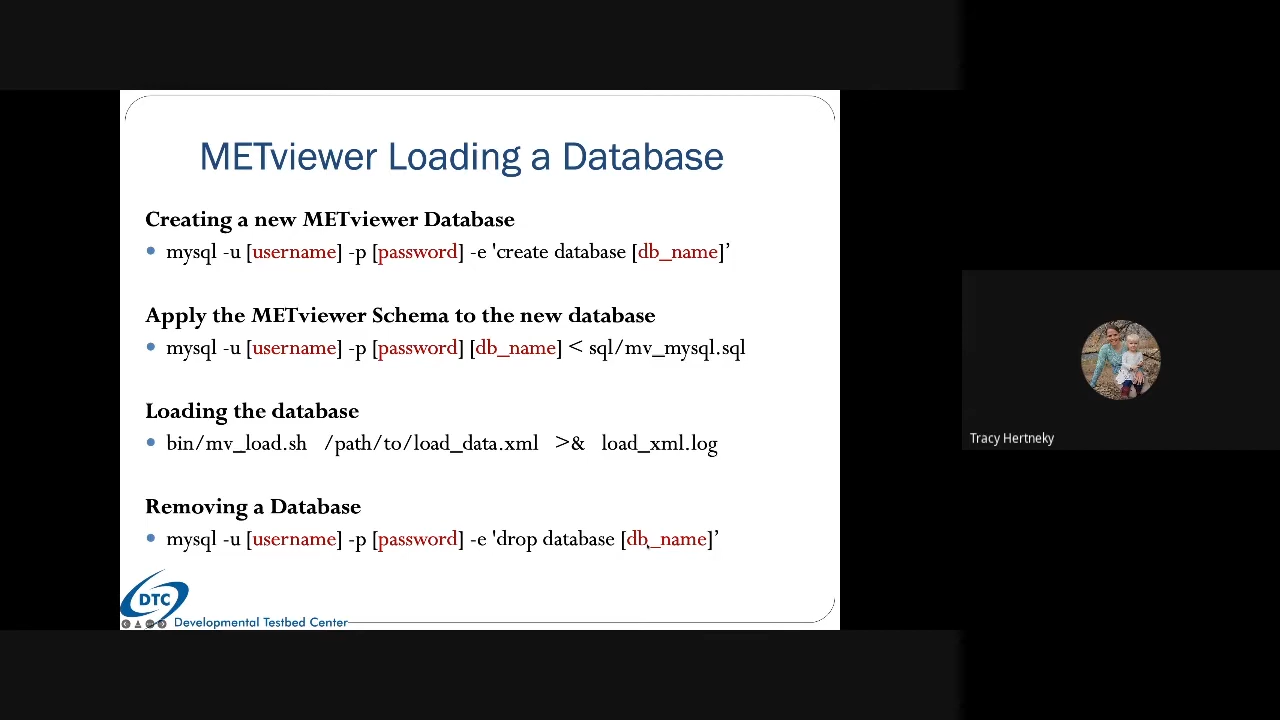 METviewer Loading a Database
Creating a new METviewer Database
mysql -u [username] -p [password] -e 'create database [db_name]’
Apply the METviewer Schema to the new database
mysql -u [username] -p [password] [db_name] < sql/mv_mysql.sql
Loading the database
bin/mv_load.sh /path/to/load_data.xml >& load_xml.log
Removing a Database
mysql -u [username] -p [password] -e 'drop database [db_name]’
DTC
Developmental Testbed Center
Tracy Hertneky